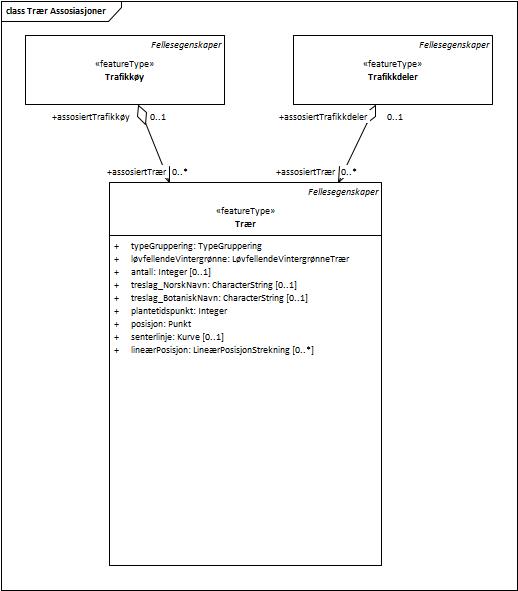 class Trær Assosiasjoner
Fellesegenskaper
«featureType»
Trafikkøy
Fellesegenskaper
«featureType»
Trafikkdeler
+assosiertTrafikkøy 0..1
+assosiertTrafikkdeler 0..1
+assosiertTrær 0..*
+assosiertTrær 0..*
Fellesegenskaper
«featureType»
Trær
+ typeGruppering: TypeGruppering
+ løvfellendeVintergrønne: LøvfellendeVintergrønneTrær
+ antall: Integer [0..1]
+ treslag_NorskNavn: CharacterString [0..1]
+ treslag_BotaniskNavn: CharacterString [0..1]
+ plantetidspunkt: Integer
+ posisjon: Punkt
+ senterlinje: Kurve [0..1]
+ lineærPosisjon: LineærPosisjonStrekning [0..*]